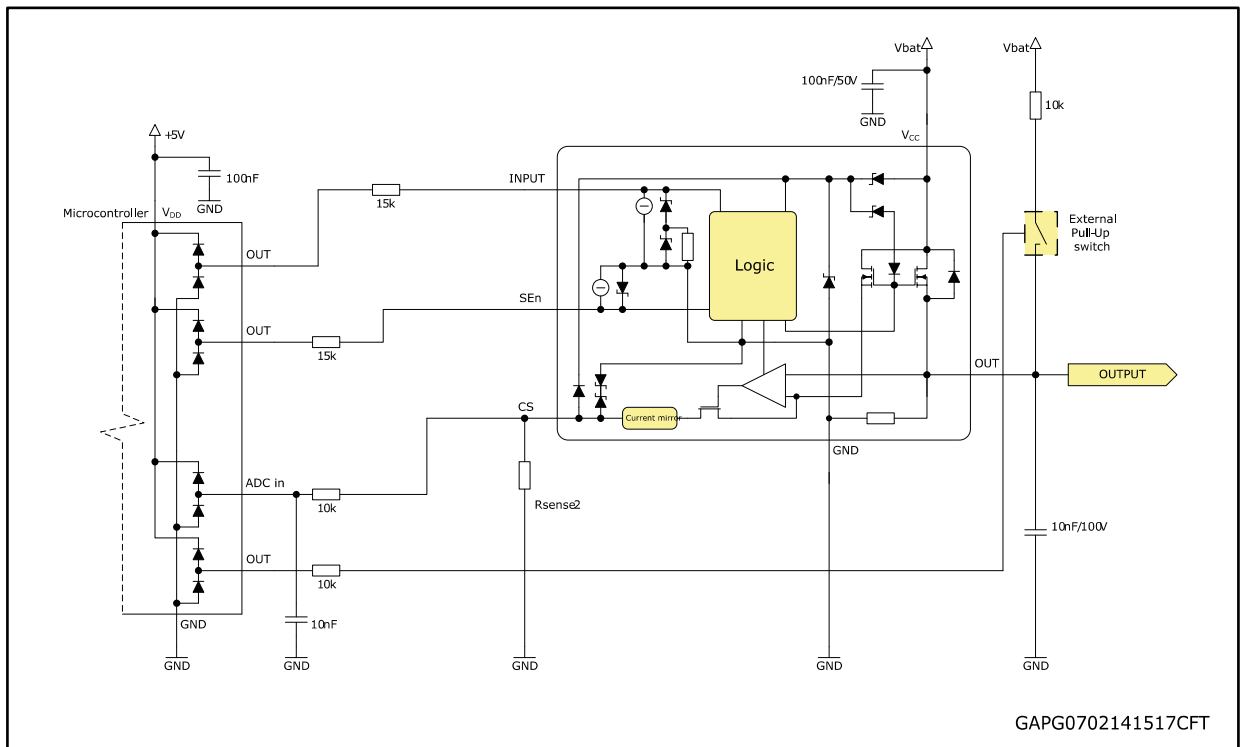 Vbat
Vbat
100nF/50V
GND
10k
+5V
VCC
100nF
GND
INPUT
15k
Microcontroller
VDD
OUT
External
Pull-Up
switch
Logic
SEn
OUT
15k
OUT
OUTPUT
CS
Current mirror
GND
ADC in
10k
Rsense2
10nF/100V
OUT
10k
GND
10nF
GND
GND
GND
GND
GND
GAPG0702141517CFT